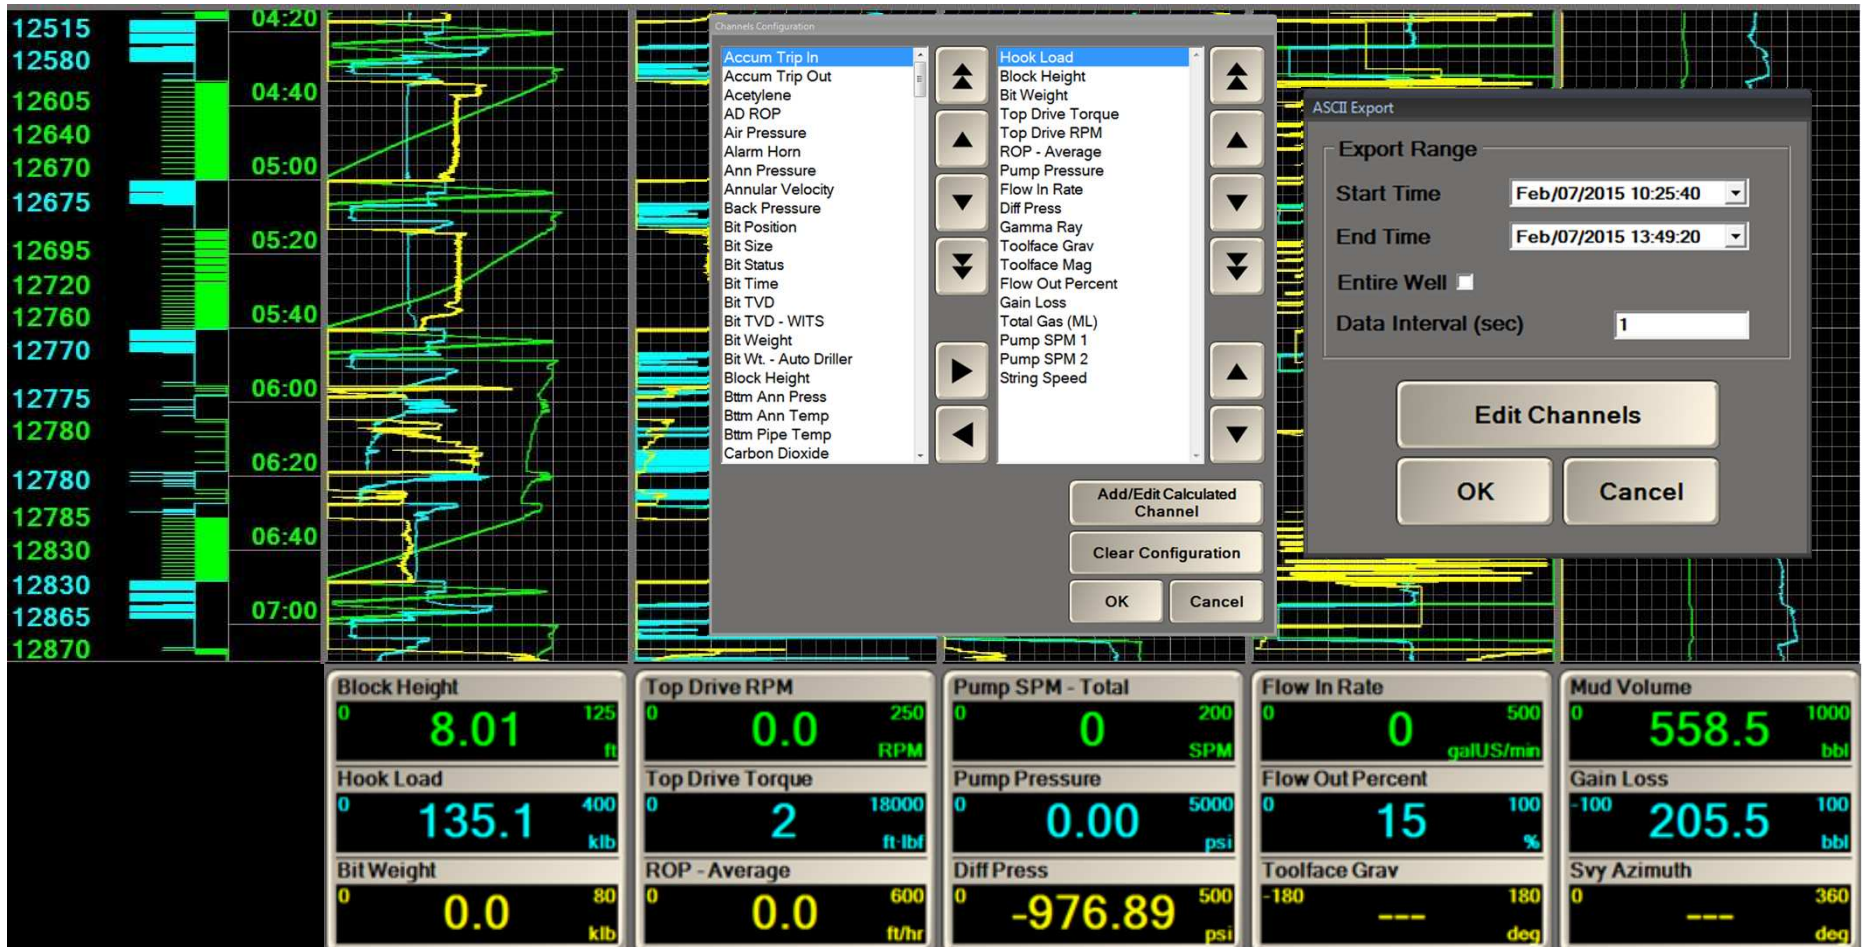 12515
12580
12605
12640
12670
12675
12695
12720
12760
12770
12775
12780
12780
12785
12830
12830
12865
12870
04:20
04:40
05:00
05:20
05:40
06:00
06:20
06:40
07:00
Channels Configuration
Accum Trip In
Accum Trip Out
Acetylene
AD ROP
Air Pressure
Alarm Horn
Ann Pressure
Annular Velocity
Back Pressure
Bit Position
Bit Size
Bit Status
Bit Time
Bit TVD
Bit TVD - WITS
Bit Weight
Bit Wt. - Auto Driller
Block Height
Bttm Ann Press
Bttm Ann Temp
Bttm Pipe Temp
Carbon Dioxide
Hook Load
Block Height
Bit Weight
Top Drive Torque
Top Drive RPM
ROP - Average
Pump Pressure
Flow In Rate
Diff Press
Gamma Ray
Toolface Grav
Toolface Mag
Flow Out Percent
Gain Loss
Total Gas (ML)
Pump SPM 1
Pump SPM 2
String Speed
Add/Edit Calculated
Channel
Clear Configuration
OK Cancel
ASCII Export
Export Range
Start Time Feb/07/2015 10:25:40
End Time Feb/07/2015 13:49:20
Entire Well
Data Interval (sec) 1
Edit Channels
OK Cancel
Block Height
0 8.01 125 ft
Hook Load
0 135.1 400 klb
Bit Weight
0 0.0 80 klb
Top Drive RPM
0 0.0 250 RPM
Top Drive Torque
0 2 18000 ft·lbf
ROP - Average
0 0.0 600 ft/hr
Pump SPM - Total
0 0 200 SPM
Pump Pressure
0 0.00 5000 psi
Diff Press
0 -976.89 500 psi
Flow In Rate
0 0 500 galUS/min
Flow Out Percent
0 15 100 %
Toolface Grav
-180 --- 180 deg
Mud Volume
0 558.5 1000 bbl
Gain Loss
-100 205.5 100 bbl
Svy Azimuth
0 --- 360 deg